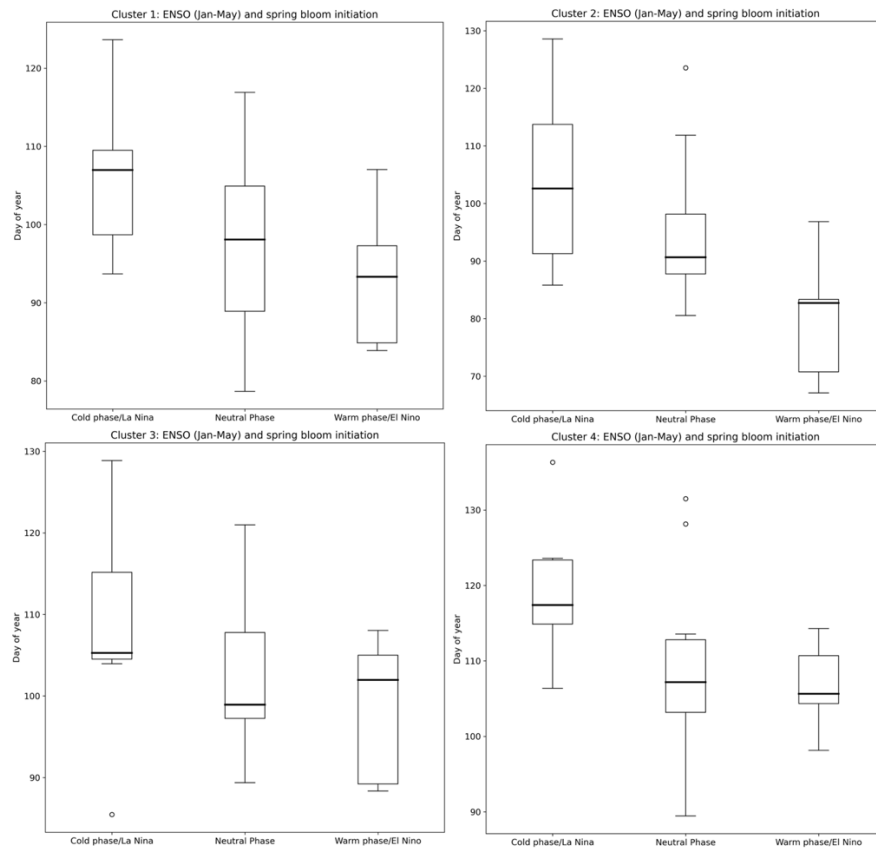 Cluster 1: ENSO (Jan-May) and spring bloom initiation
120
110
100
90
80
Day of year
Cold phase/La Nina
Neutral Phase
Warm phase/El Nino
Cluster 2: ENSO (Jan-May) and spring bloom initiation
130
120
110
100
90
80
70
Day of year
Cold phase/La Nina
Neutral Phase
Warm phase/El Nino
Cluster 3: ENSO (Jan-May) and spring bloom initiation
130
120
110
100
90
Day of year
Cold phase/La Nina
Neutral Phase
Warm phase/El Nino
Cluster 4: ENSO (Jan-May) and spring bloom initiation
130
120
110
100
90
Day of year
Cold phase/La Nina
Neutral Phase
Warm phase/El Nino